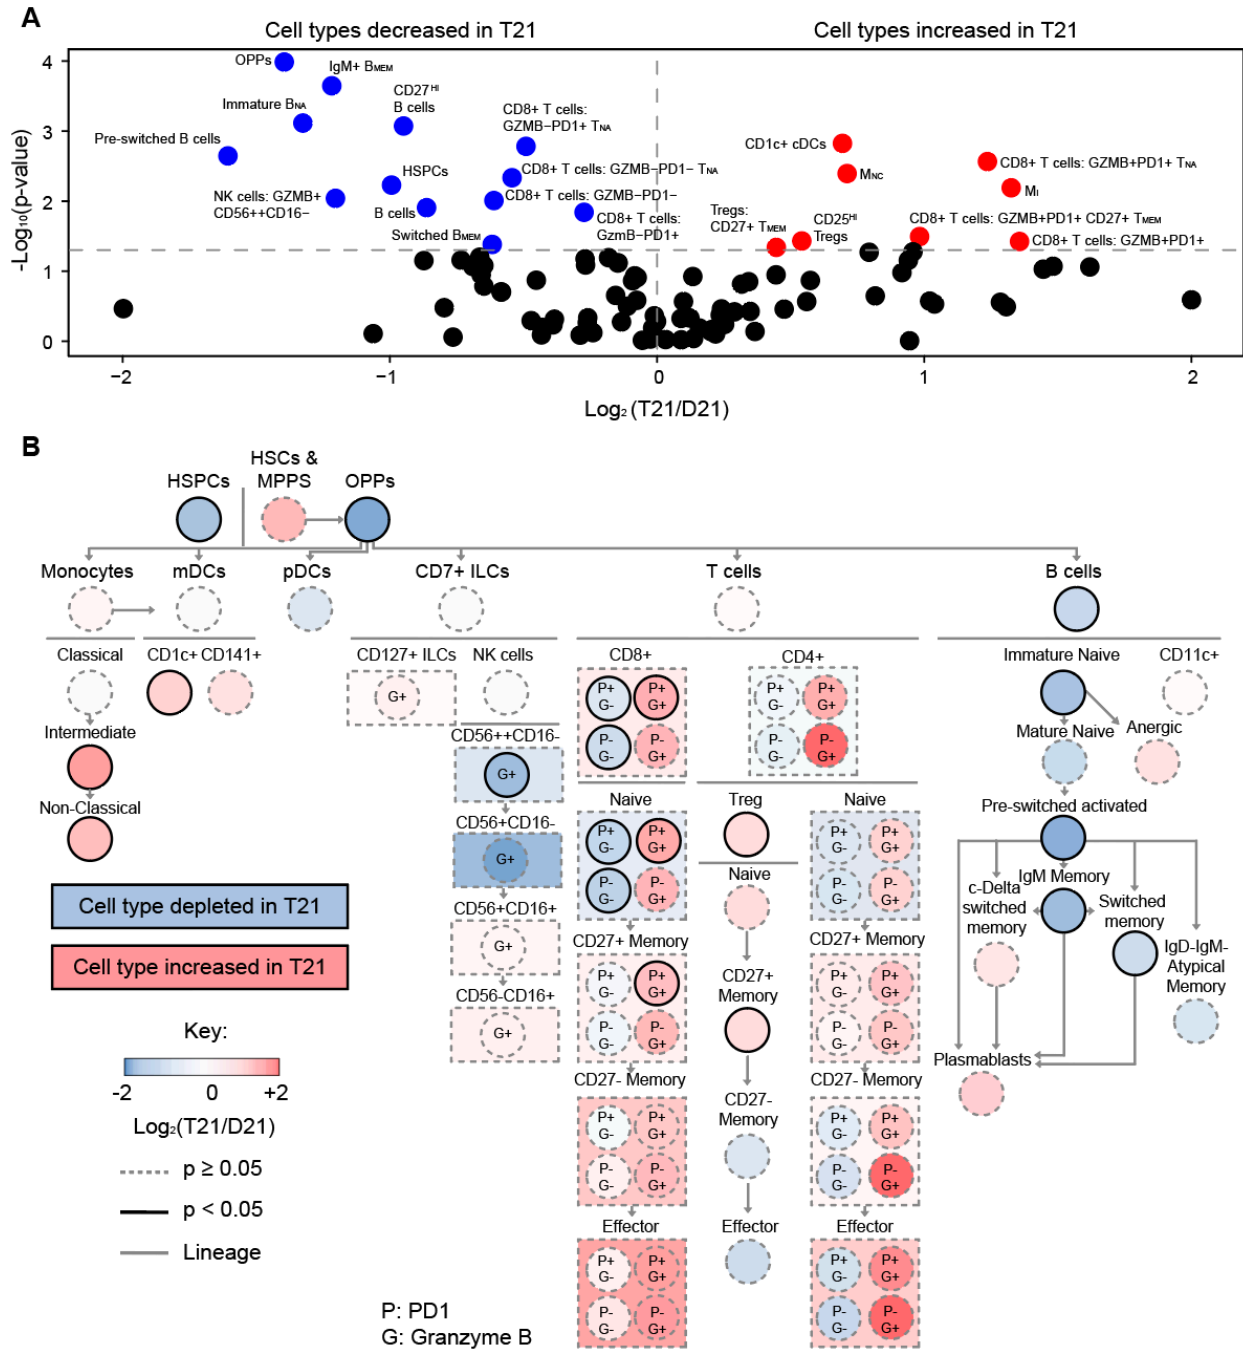 A
Cell types decreased in T21
Cell types increased in T21
-Log₁₀(p-value)
4
3
2
1
0
OPPs
IgM+ BMEM
Immature BNA
CD27HI
B cells
Pre-switched B cells
CD8+ T cells:
GZMB−PD1+ TNA
CD8+ T cells: GZMB−PD1- TNA
HSPCs
NK cells: GZMB+
CD56++CD16−
CD8+ T cells: GZMB−PD1−
B cells
CD8+ T cells:
GzmB−PD1+
Switched BMEM
CD1c+ cDCs
MNC
CD8+ T cells: GZMB+PD1+ TNA
MI
Tregs:
CD27+ TMEM
CD25HI
Tregs
CD8+ T cells: GZMB+PD1+ CD27+ TMEM
CD8+ T cells: GZMB+PD1+
−2
−1
0
1
2
Log₂ (T21/D21)
B
HSPCs
HSCs &
MPPS
OPPs
Monocytes
mDCs
pDCs
CD7+ ILCs
T cells
B cells
Classical
CD1c+ CD141+
CD127+ ILCs
NK cells
CD8+
CD4+
Immature Naive
CD11c+
G+
P+ G-
P+ G+
P- G-
P- G+
P+ G-
P+ G+
P- G-
P- G+
Intermediate
Non-Classical
CD56++CD16-
G+
CD56+CD16-
G+
CD56+CD16+
G+
CD56-CD16+
G+
Naive
P+ G-
P+ G+
P- G-
P- G+
CD27+ Memory
P+ G-
P+ G+
P- G-
P- G+
CD27- Memory
P+ G-
P+ G+
P- G-
P- G+
Effector
P+ G-
P+ G+
P- G-
P- G+
Treg
Naive
CD27+
Memory
CD27-
Memory
Effector
Naive
P+ G-
P+ G+
P- G-
P- G+
CD27+ Memory
P+ G-
P+ G+
P- G-
P- G+
CD27- Memory
P+ G-
P+ G+
P- G-
P- G+
Effector
P+ G-
P+ G+
P- G-
P- G+
Mature Naive
Anergic
Pre-switched activated
IgM Memory
c-Delta
switched
memory
Switched
memory
IgD-IgM-
Atypical
Memory
Plasmablasts
Cell type depleted in T21
Cell type increased in T21
Key:
-2
0
+2
Log₂(T21/D21)
p ≥ 0.05
p < 0.05
Lineage
P: PD1
G: Granzyme B